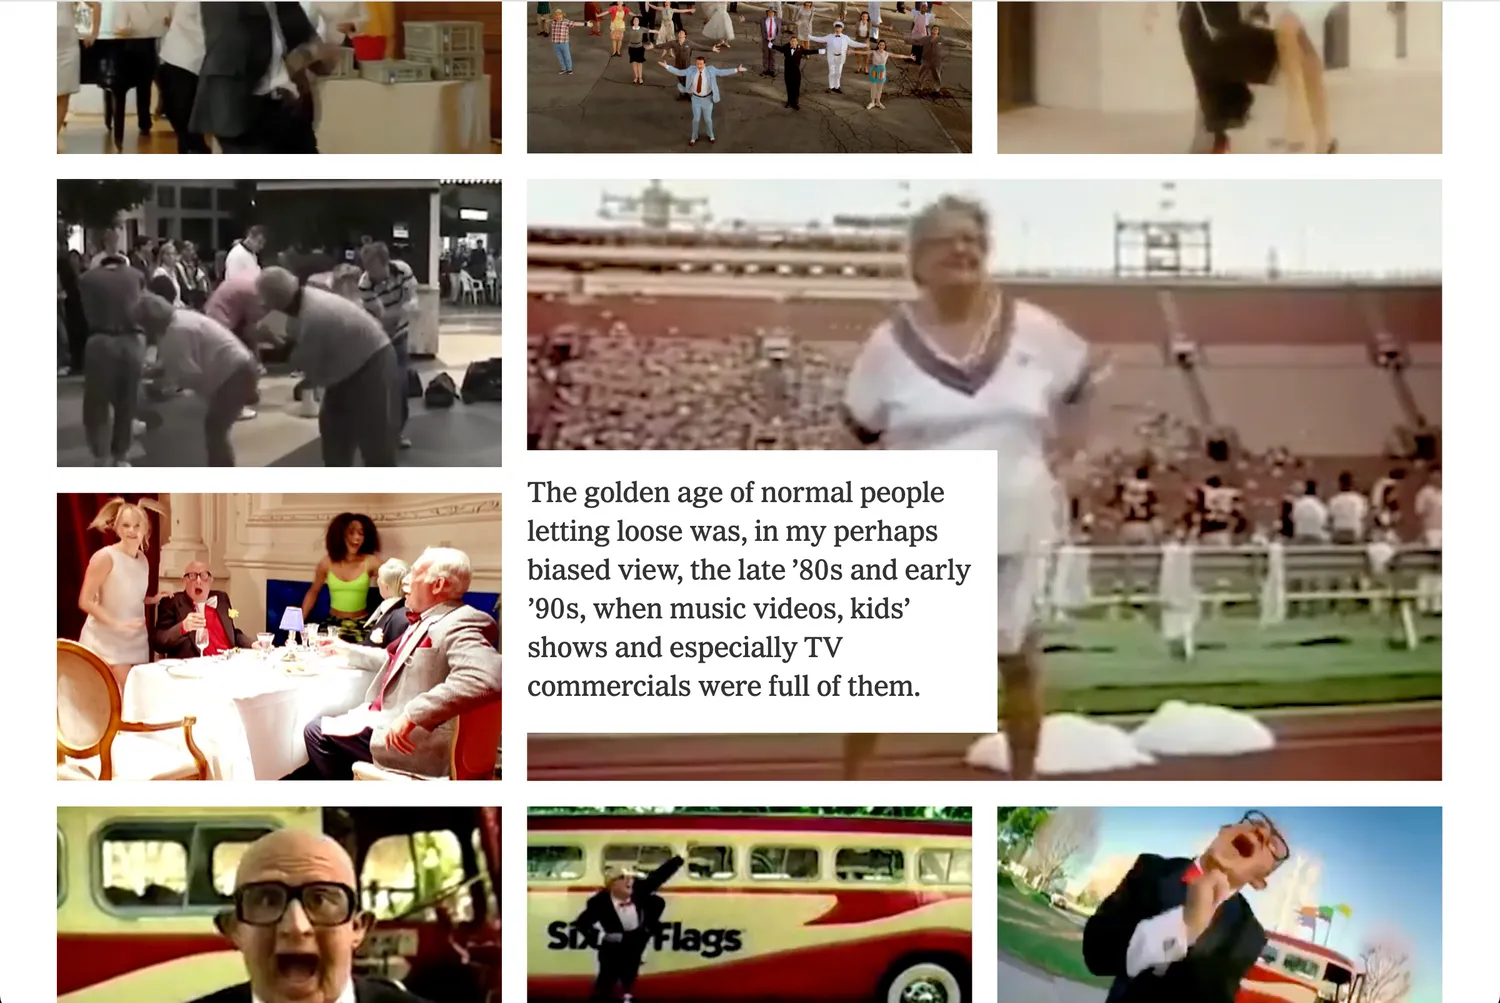 The golden age of normal people
letting loose was, in my perhaps
biased view, the late ’80s and early
’90s, when music videos, kids’
shows and especially TV
commercials were full of them.
Six Flags